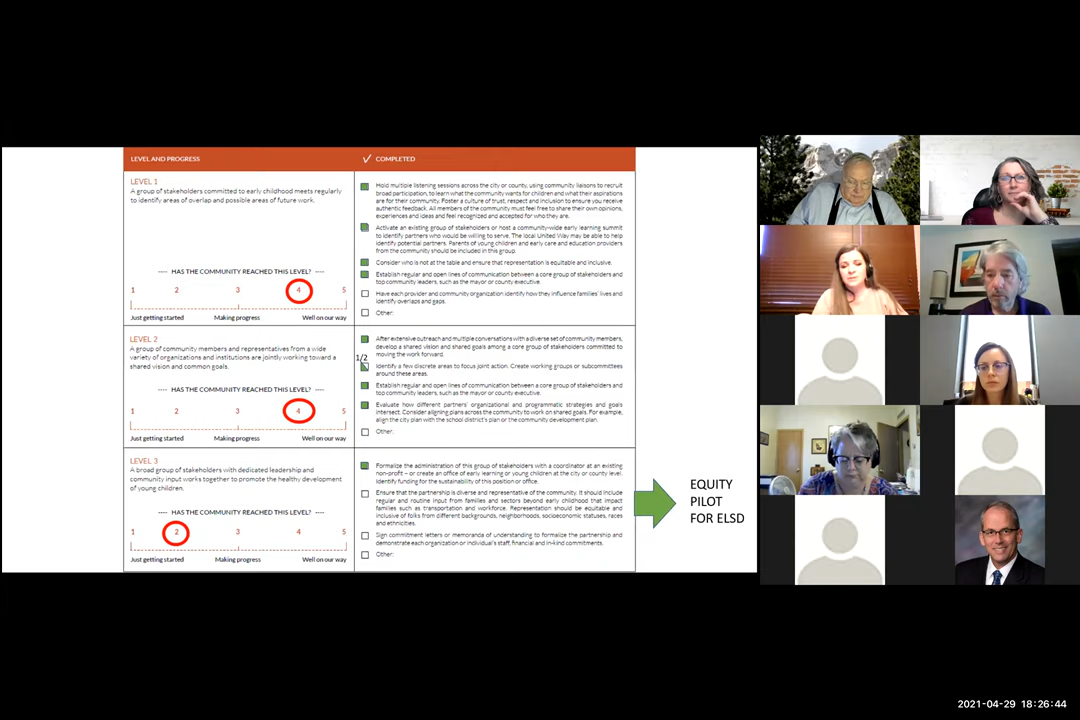 LEVEL AND PROGRESS
COMPLETED
LEVEL 1
A group of stakeholders committed to early childhood meets regularly
to identify areas of overlap and possible areas of future work.
---- HAS THE COMMUNITY REACHED THIS LEVEL? ----
1 2 3 4 5
Just getting started Making progress Well on our way
Hold multiple listening sessions across the city or county, using community liaisons to recruit
broad participation, to learn what the community wants for children and what their aspirations
are for their community. Foster a culture of trust, respect and inclusion to ensure you receive
authentic feedback. All members of the community must feel free to share their own opinions,
experiences and ideas and feel recognized and accepted for who they are.
Activate an existing group of stakeholders or host a community-wide early learning summit
to identify partners who would be willing to serve. The local United Way may be able to help
identify potential partners. Parents of young children and early care and education providers
from the community should be included in this group.
Consider who is not at the table and ensure that representation is equitable and inclusive.
Establish regular and open lines of communication between a core group of stakeholders and
top community leaders, such as the mayor or county executive.
Have each provider and community organization identify how they influence families' lives and
identify overlaps and gaps.
Other:
LEVEL 2
A group of community members and representatives from a wide
variety of organizations and institutions are jointly working toward a
shared vision and common goals.
---- HAS THE COMMUNITY REACHED THIS LEVEL? ----
1 2 3 4 5
Just getting started Making progress Well on our way
After extensive outreach and multiple conversations with a diverse set of community members,
develop a shared vision and shared goals among a core group of stakeholders committed to
moving the work forward.
1/2
Identify a few discrete areas to focus joint action. Create working groups or subcommittees
around these areas.
Establish regular and open lines of communication between a core group of stakeholders and
top community leaders, such as the mayor or county executive.
Evaluate how different partners' organizational and programmatic strategies and goals
intersect. Consider aligning plans across the community to work on shared goals. For example,
align the city plan with the school district's plan or the community development plan.
Other:
LEVEL 3
A broad group of stakeholders with dedicated leadership and
community input works together to promote the healthy development
of young children.
---- HAS THE COMMUNITY REACHED THIS LEVEL? ----
1 2 3 4 5
Just getting started Making progress Well on our way
Formalize the administration of this group of stakeholders with a coordinator at an existing
non-profit – or create an office of early learning or young children at the city or county level.
Identify funding for the sustainability of this position or office.
Ensure that the partnership is diverse and representative of the community. It should include
regular and routine input from families and sectors beyond early childhood that impact
families such as transportation and workforce. Representation should be equitable and
inclusive of folks from different backgrounds, neighborhoods, socioeconomic statuses, races
and ethnicities.
Sign commitment letters or memoranda of understanding to formalize the partnership and
demonstrate each organization or individual's staff, financial and in-kind commitments.
Other:
EQUITY
PILOT
FOR ELSD
2021-04-29 18:26:44